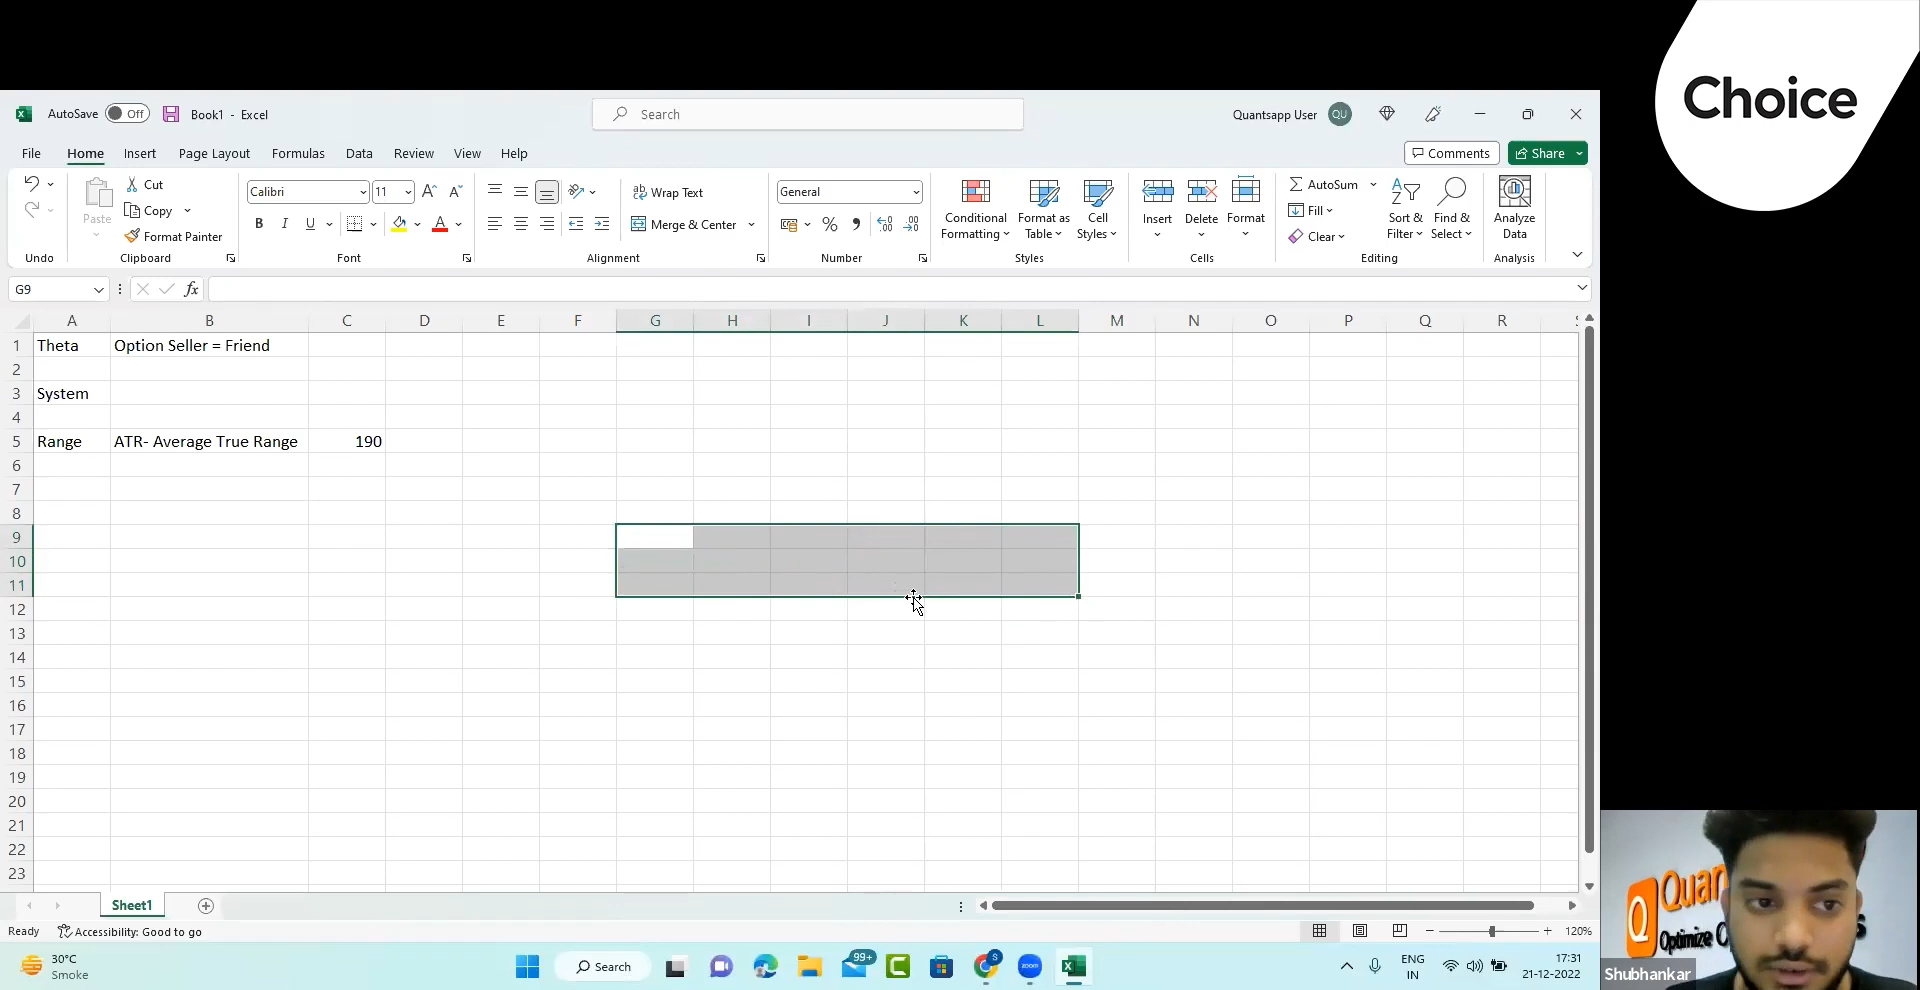 Choice
AutoSave Off Book1 - Excel Search Quantsapp User QU
File Home Insert Page Layout Formulas Data Review View Help Comments Share
Cut
Copy
Format Painter
Paste
Calibri 11
B I U
Wrap Text
Merge & Center
General
Conditional Formatting
Format as Table
Cell Styles
Insert Delete Format
AutoSum
Fill
Clear
Sort & Filter
Find & Select
Analyze Data
Undo Clipboard Font Alignment Number Styles Cells Editing Analysis
G9 fx
A B C D E F G H I J K L M N O P Q R
1 Theta Option Seller = Friend
2
3 System
4
5 Range ATR- Average True Range 190
6
7
8
9
10
11
12
13
14
15
16
17
18
19
20
21
22
23
Sheet1
Ready Accessibility: Good to go 120%
30°C
Smoke
Search
99+
zoom
ENG
IN
17:31
21-12-2022
Optimize
Shubhankar